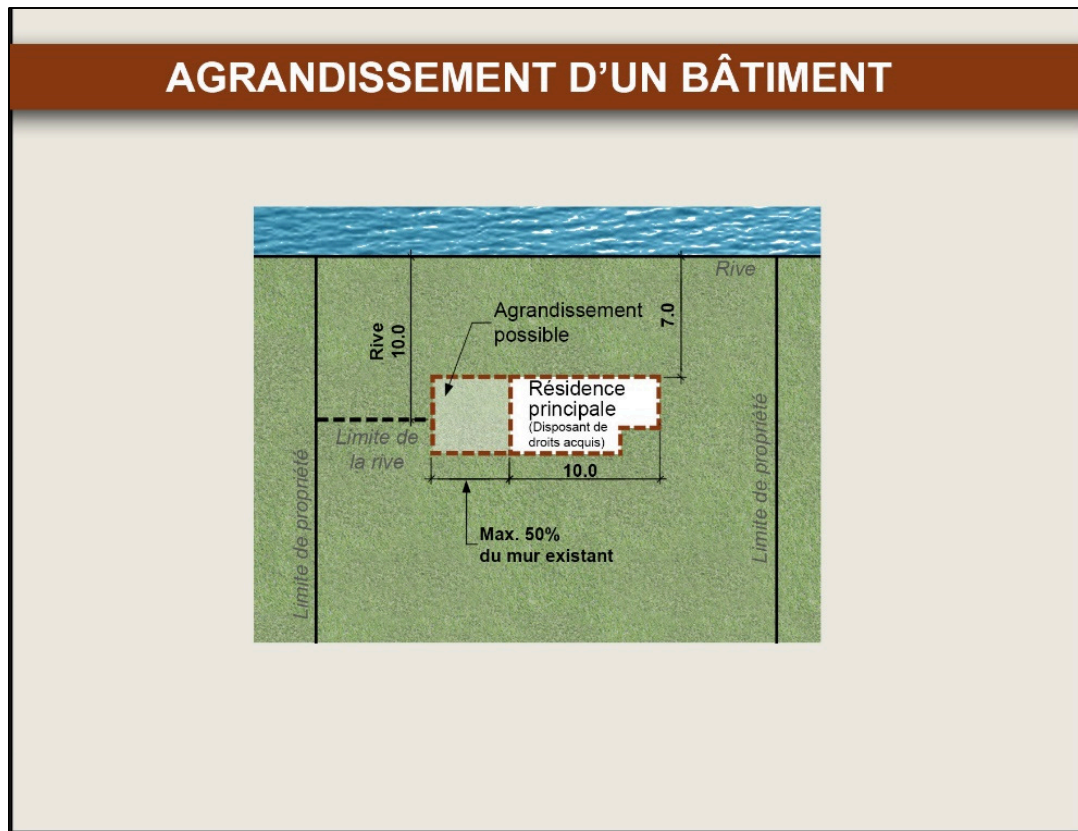 AGRANDISSEMENT D’UN BÂTIMENT
Rive
Agrandissement
possible
Rive
10.0
7.0
Résidence
principale
(Disposant de
droits acquis)
Limite de
la rive
10.0
Max. 50%
du mur existant
Limite de propriété
Limite de propriété